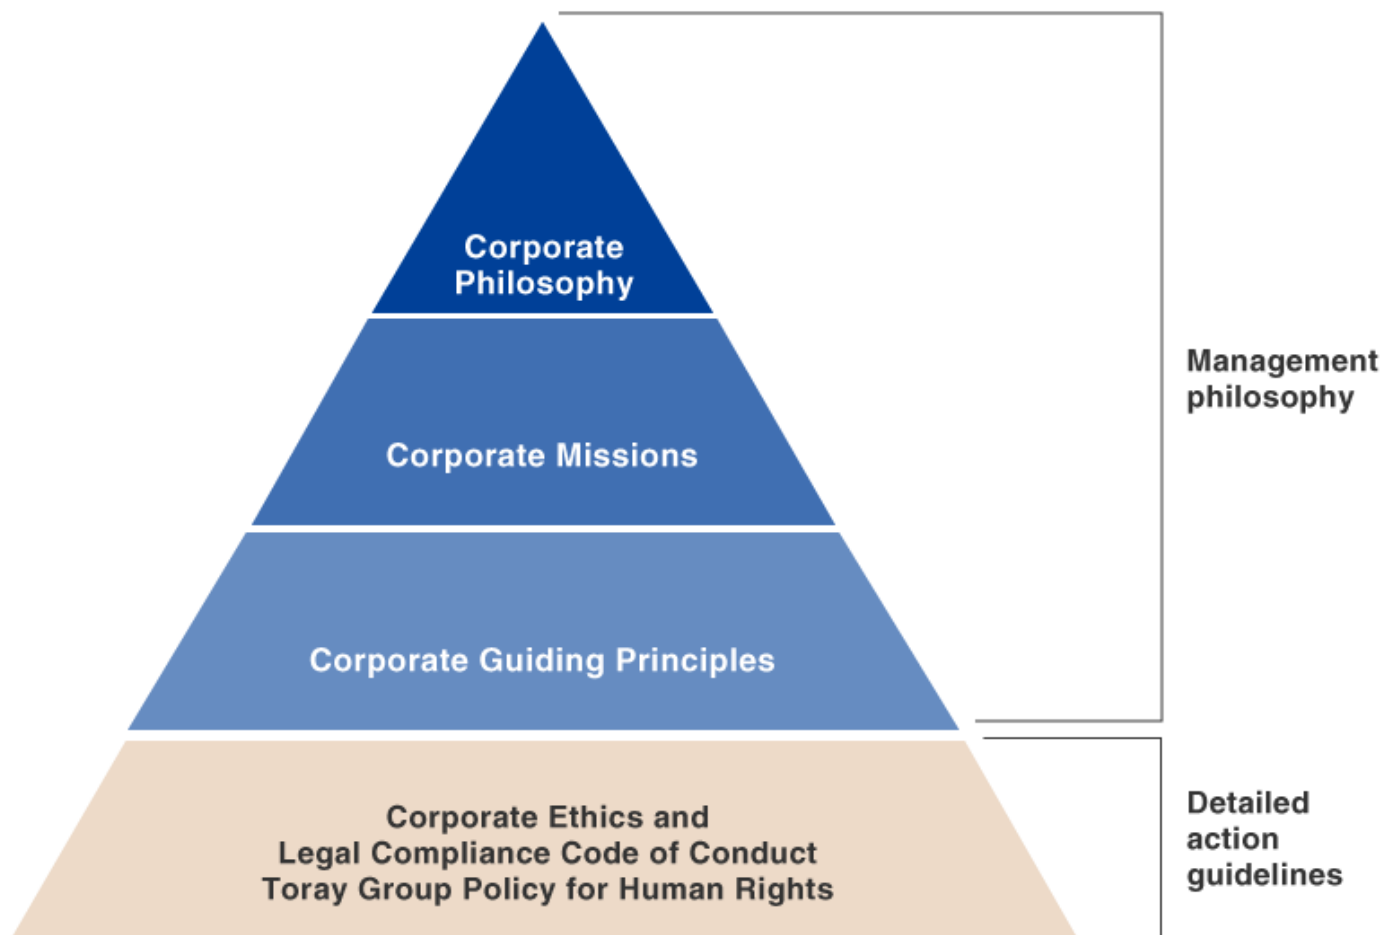 Corporate
Philosophy
Corporate Missions
Corporate Guiding Principles
Corporate Ethics and
Legal Compliance Code of Conduct
Toray Group Policy for Human Rights
Management
philosophy
Detailed
action
guidelines